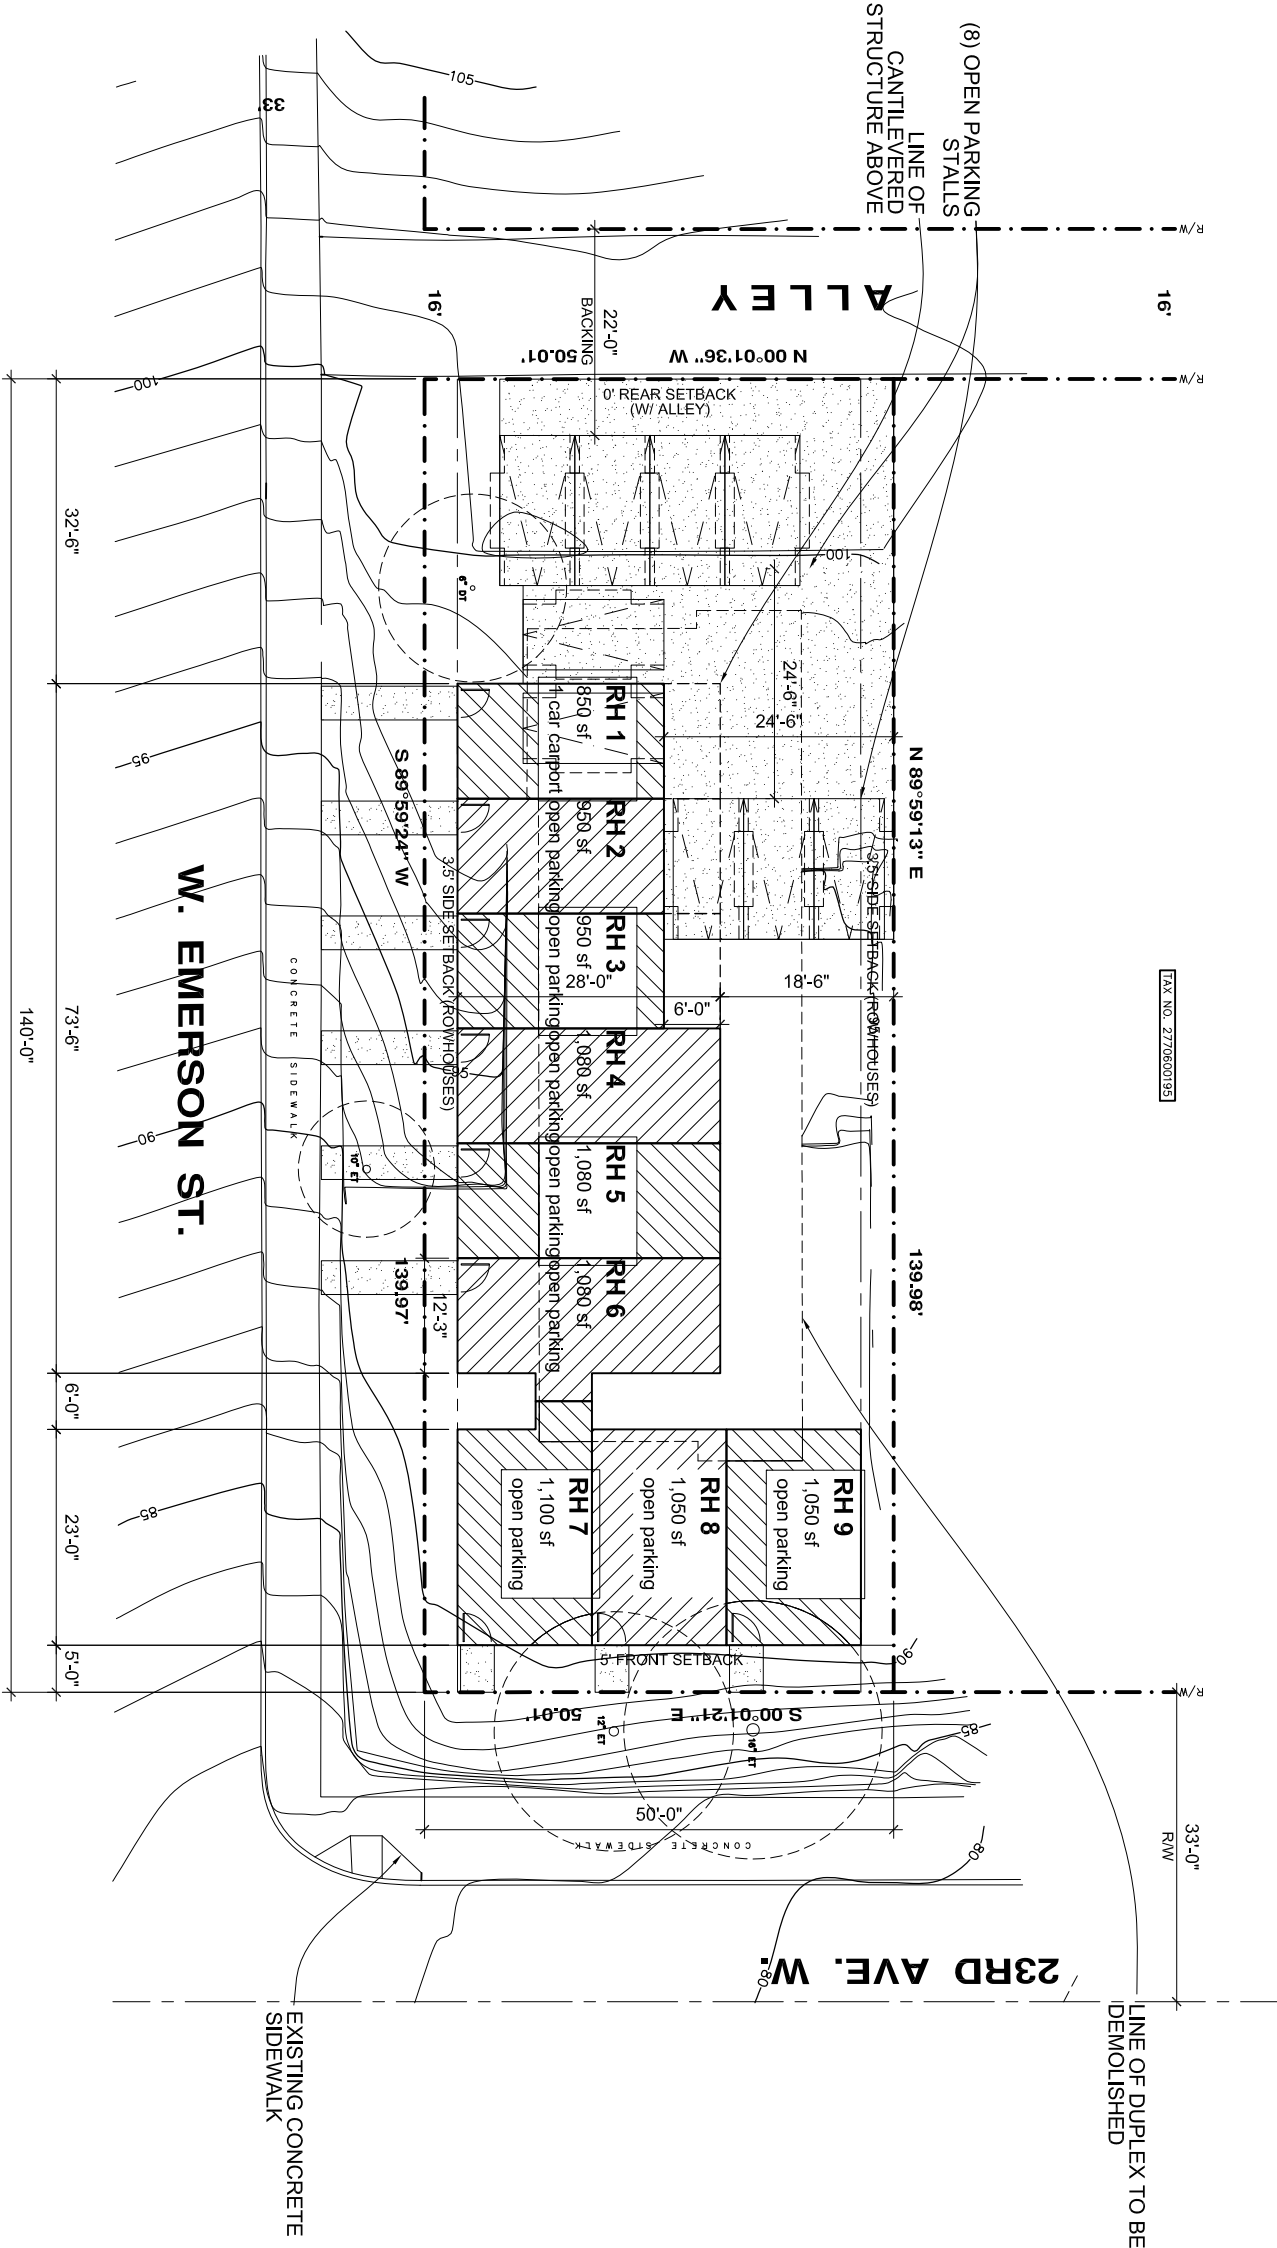 (8) OPEN PARKING
STALLS
LINE OF
CANTILEVERED
STRUCTURE ABOVE
105
33'
R/W
16'
ALLEY
16'
22'-0"
BACKING
N 00°01'36" W
50.01'
R/W
0' REAR SETBACK
(W/ ALLEY)
100
100
32'-6"
6" DT
24'-6"
24'-6"
RH 1
850 sf
1 car carport
RH 2
950 sf
open parking
RH 3
950 sf
open parking
RH 4
1,080 sf
open parking
RH 5
1,080 sf
open parking
RH 6
1,080 sf
open parking
N 89°59'13" E
139.98'
S 89°59'24" W
139.97'
3.5' SIDE SETBACK (ROWHOUSES)
3.5' SIDE SETBACK (ROWHOUSES)
95
95
95
28'-0"
18'-6"
6'-0"
TAX NO. 2770600195
W. EMERSON ST.
CONCRETE SIDEWALK
73'-6"
140'-0"
90
10" ET
12'-3"
6'-0"
23'-0"
5'-0"
85
RH 7
1,100 sf
open parking
RH 8
1,050 sf
open parking
RH 9
1,050 sf
open parking
5' FRONT SETBACK
90
R/W
S 00°01'21" E
50.01'
12" ET
16" ET
85
50'-0"
CONCRETE SIDEWALK
80
33'-0"
R/W
23RD AVE. W.
80
EXISTING CONCRETE
SIDEWALK
LINE OF DUPLEX TO BE
DEMOLISHED